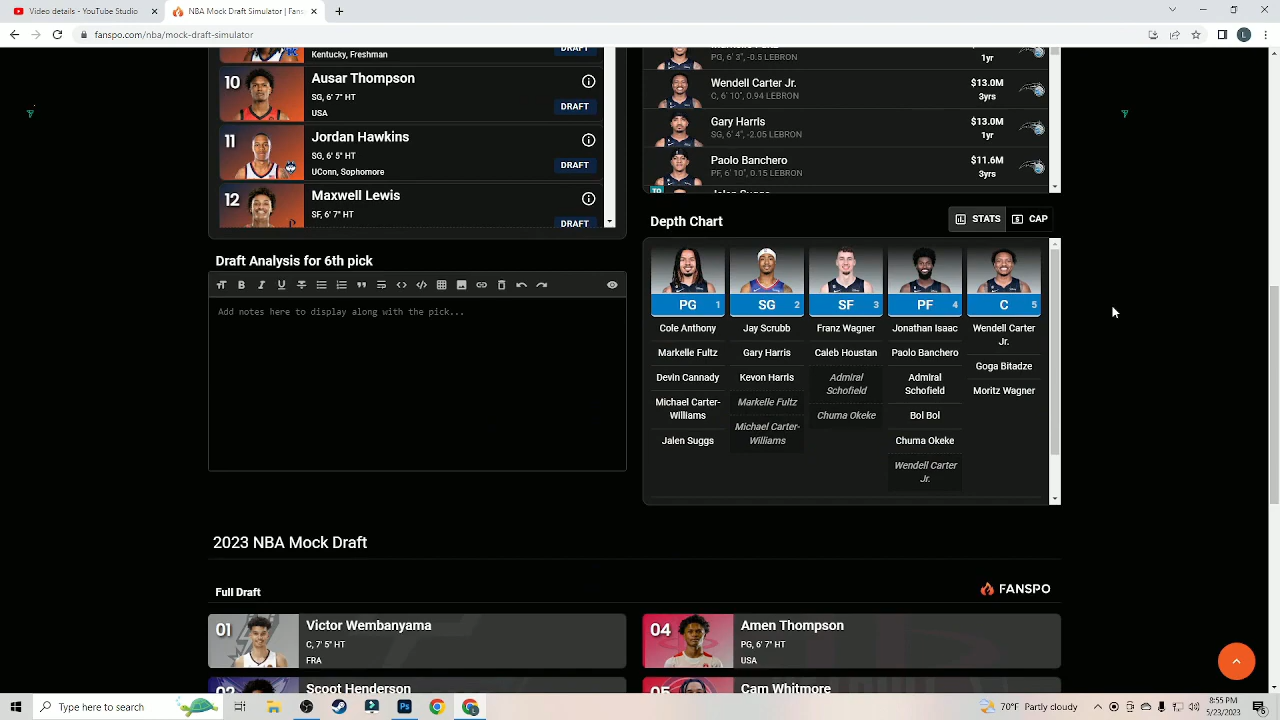 Video details - YouTube Studio
NBA Mock Draft Simulator | Fans
fanspo.com/nba/mock-draft-simulator
L
Kentucky, Freshman
DRAFT
10
Ausar Thompson
SG, 6' 7" HT
USA
DRAFT
11
Jordan Hawkins
SG, 6' 5" HT
UConn, Sophomore
DRAFT
12
Maxwell Lewis
SF, 6' 7"
DRAFT
PG, 6' 3", -0.5 LEBRON
1yr
Wendell Carter Jr.
C, 6' 10", 0.94 LEBRON
$13.0M
3yrs
Gary Harris
SG, 6' 4", -2.05 LEBRON
$13.0M
1yr
Paolo Banchero
PF, 6' 10", 0.15 LEBRON
$11.6M
3yrs
Draft Analysis for 6th pick
Add notes here to display along with the pick...
Depth Chart
STATS
CAP
PG 1
SG 2
SF 3
PF 4
C 5
Cole Anthony
Markelle Fultz
Devin Cannady
Michael Carter-
Williams
Jalen Suggs
Jay Scrubb
Gary Harris
Kevon Harris
Markelle Fultz
Michael Carter-
Williams
Franz Wagner
Caleb Houstan
Admiral
Schofield
Chuma Okeke
Jonathan Isaac
Paolo Banchero
Admiral
Schofield
Bol Bol
Chuma Okeke
Wendell Carter
Jr.
Wendell Carter
Jr.
Goga Bitadze
Moritz Wagner
2023 NBA Mock Draft
Full Draft
FANSPO
01
Victor Wembanyama
C, 7' 5" HT
FRA
04
Amen Thompson
PG, 6' 7" HT
USA
02
Scoot Henderson
05
Cam Whitmore
Type here to search
70°F Partly cloudy
8:55 PM
5/23/2023